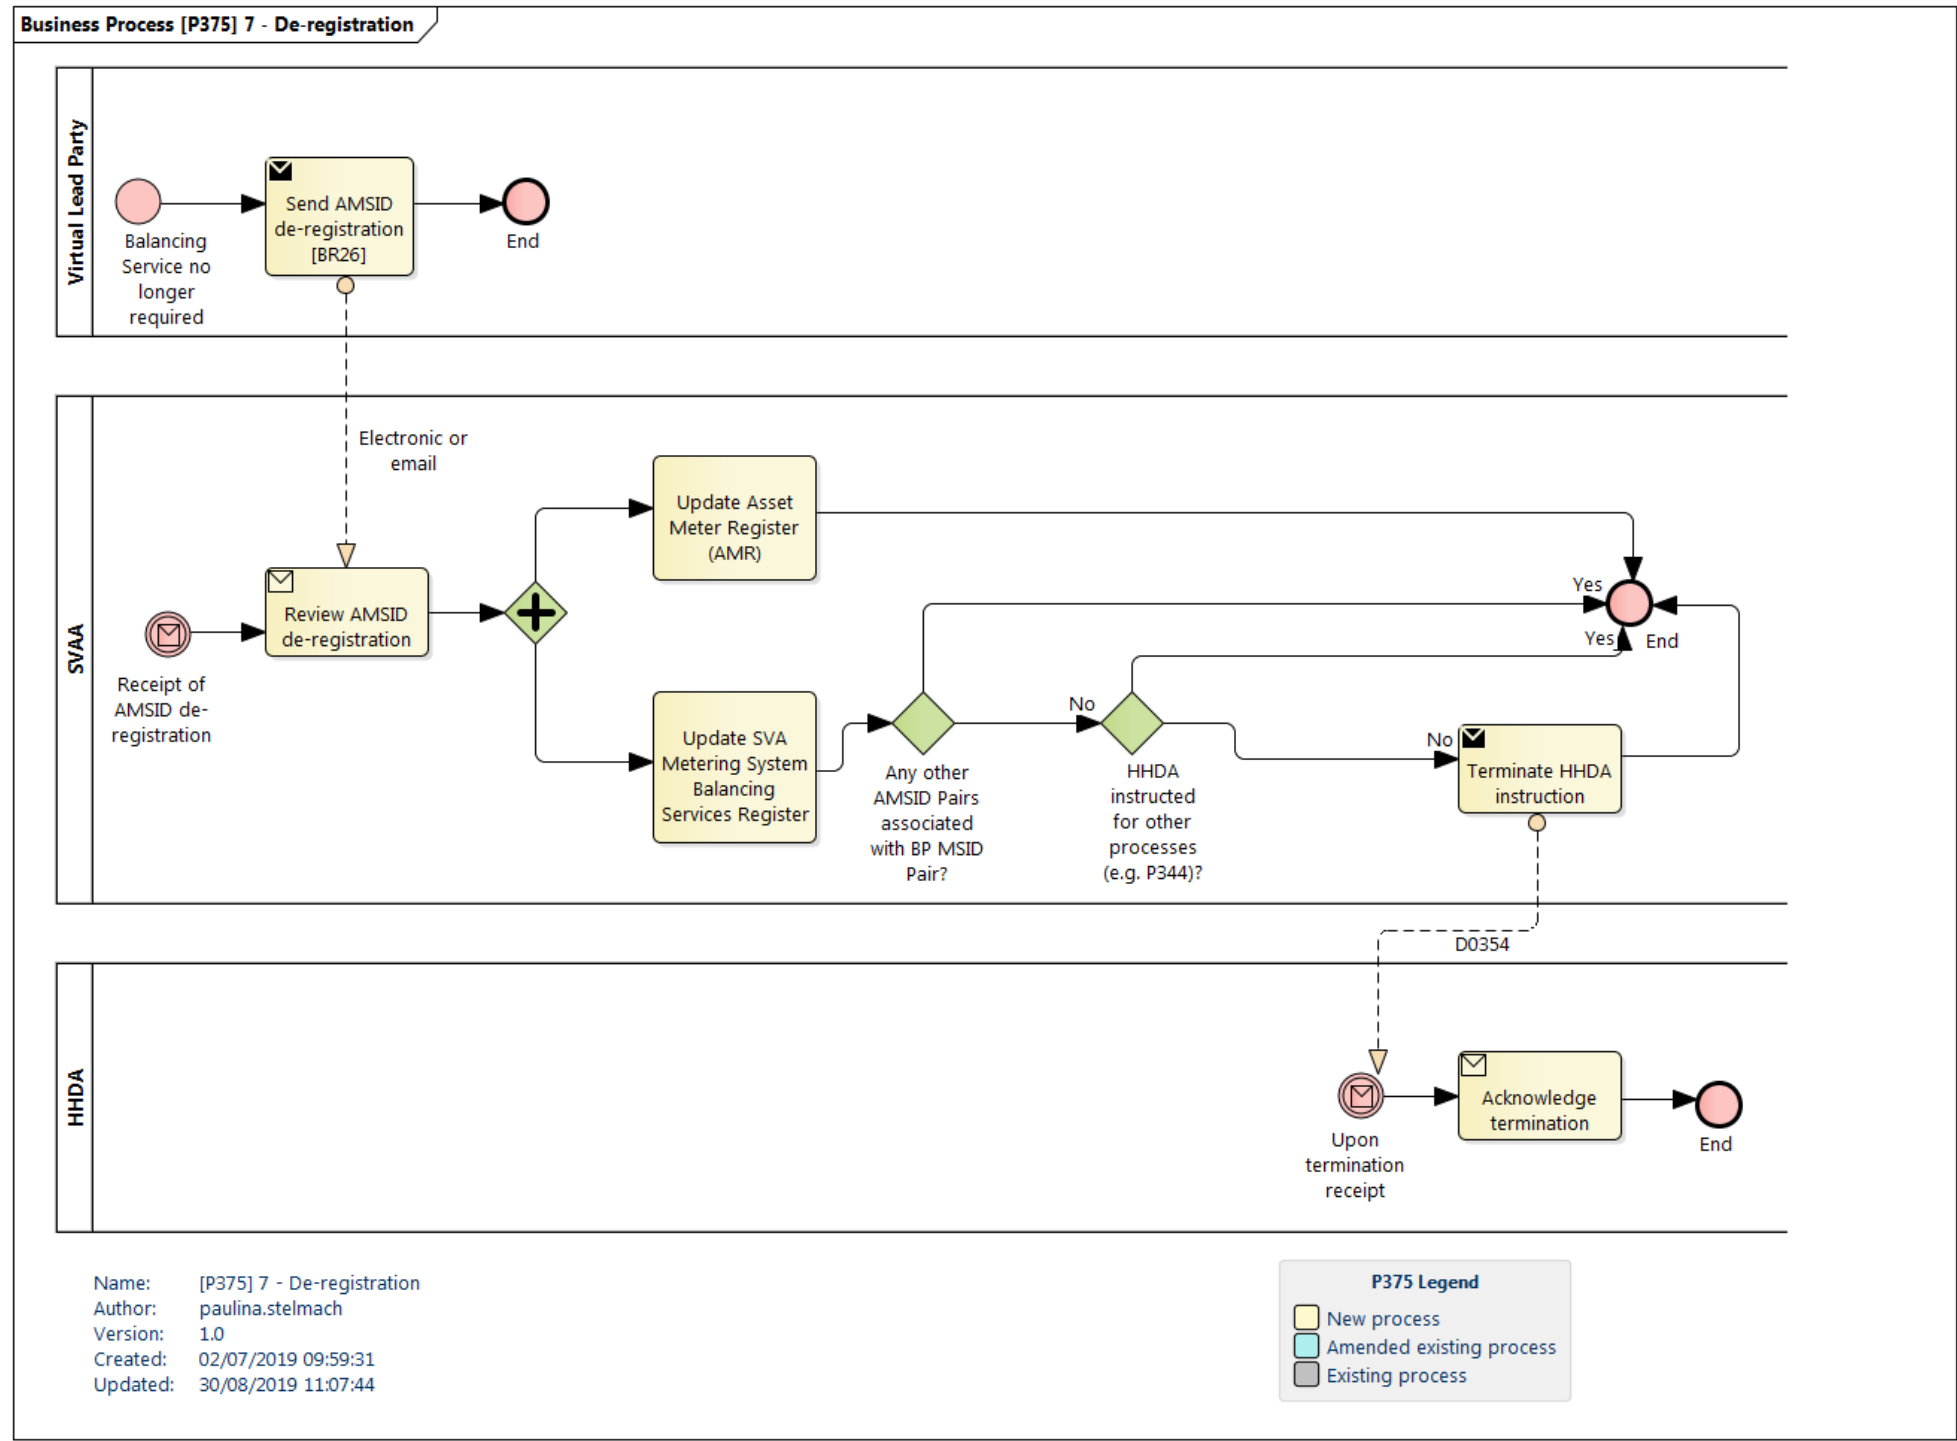 Business Process [P375] 7 - De-registration
Virtual Lead Party
Balancing
Service no
longer
required
Send AMSID
de-registration
[BR26]
End
Electronic or
email
SVAA
Receipt of
AMSID de-
registration
Review AMSID
de-registration
Update Asset
Meter Register
(AMR)
Update SVA
Metering System
Balancing
Services Register
Any other
AMSID Pairs
associated
with BP MSID
Pair?
No
HHDA
instructed
for other
processes
(e.g. P344)?
Yes
Yes
End
No
Terminate HHDA
instruction
D0354
HHDA
Upon
termination
receipt
Acknowledge
termination
End
Name: [P375] 7 - De-registration
Author: paulina.stelmach
Version: 1.0
Created: 02/07/2019 09:59:31
Updated: 30/08/2019 11:07:44
P375 Legend
New process
Amended existing process
Existing process